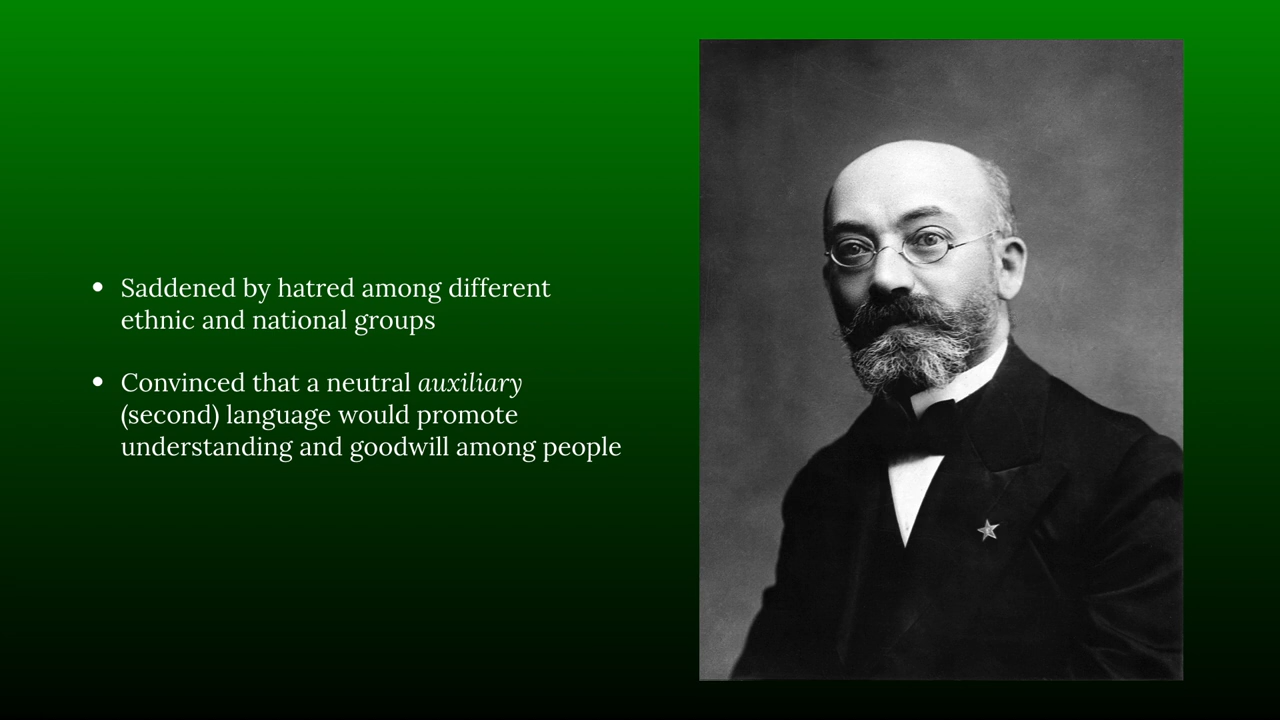 • Saddened by hatred among different
ethnic and national groups
• Convinced that a neutral auxiliary
(second) language would promote
understanding and goodwill among people